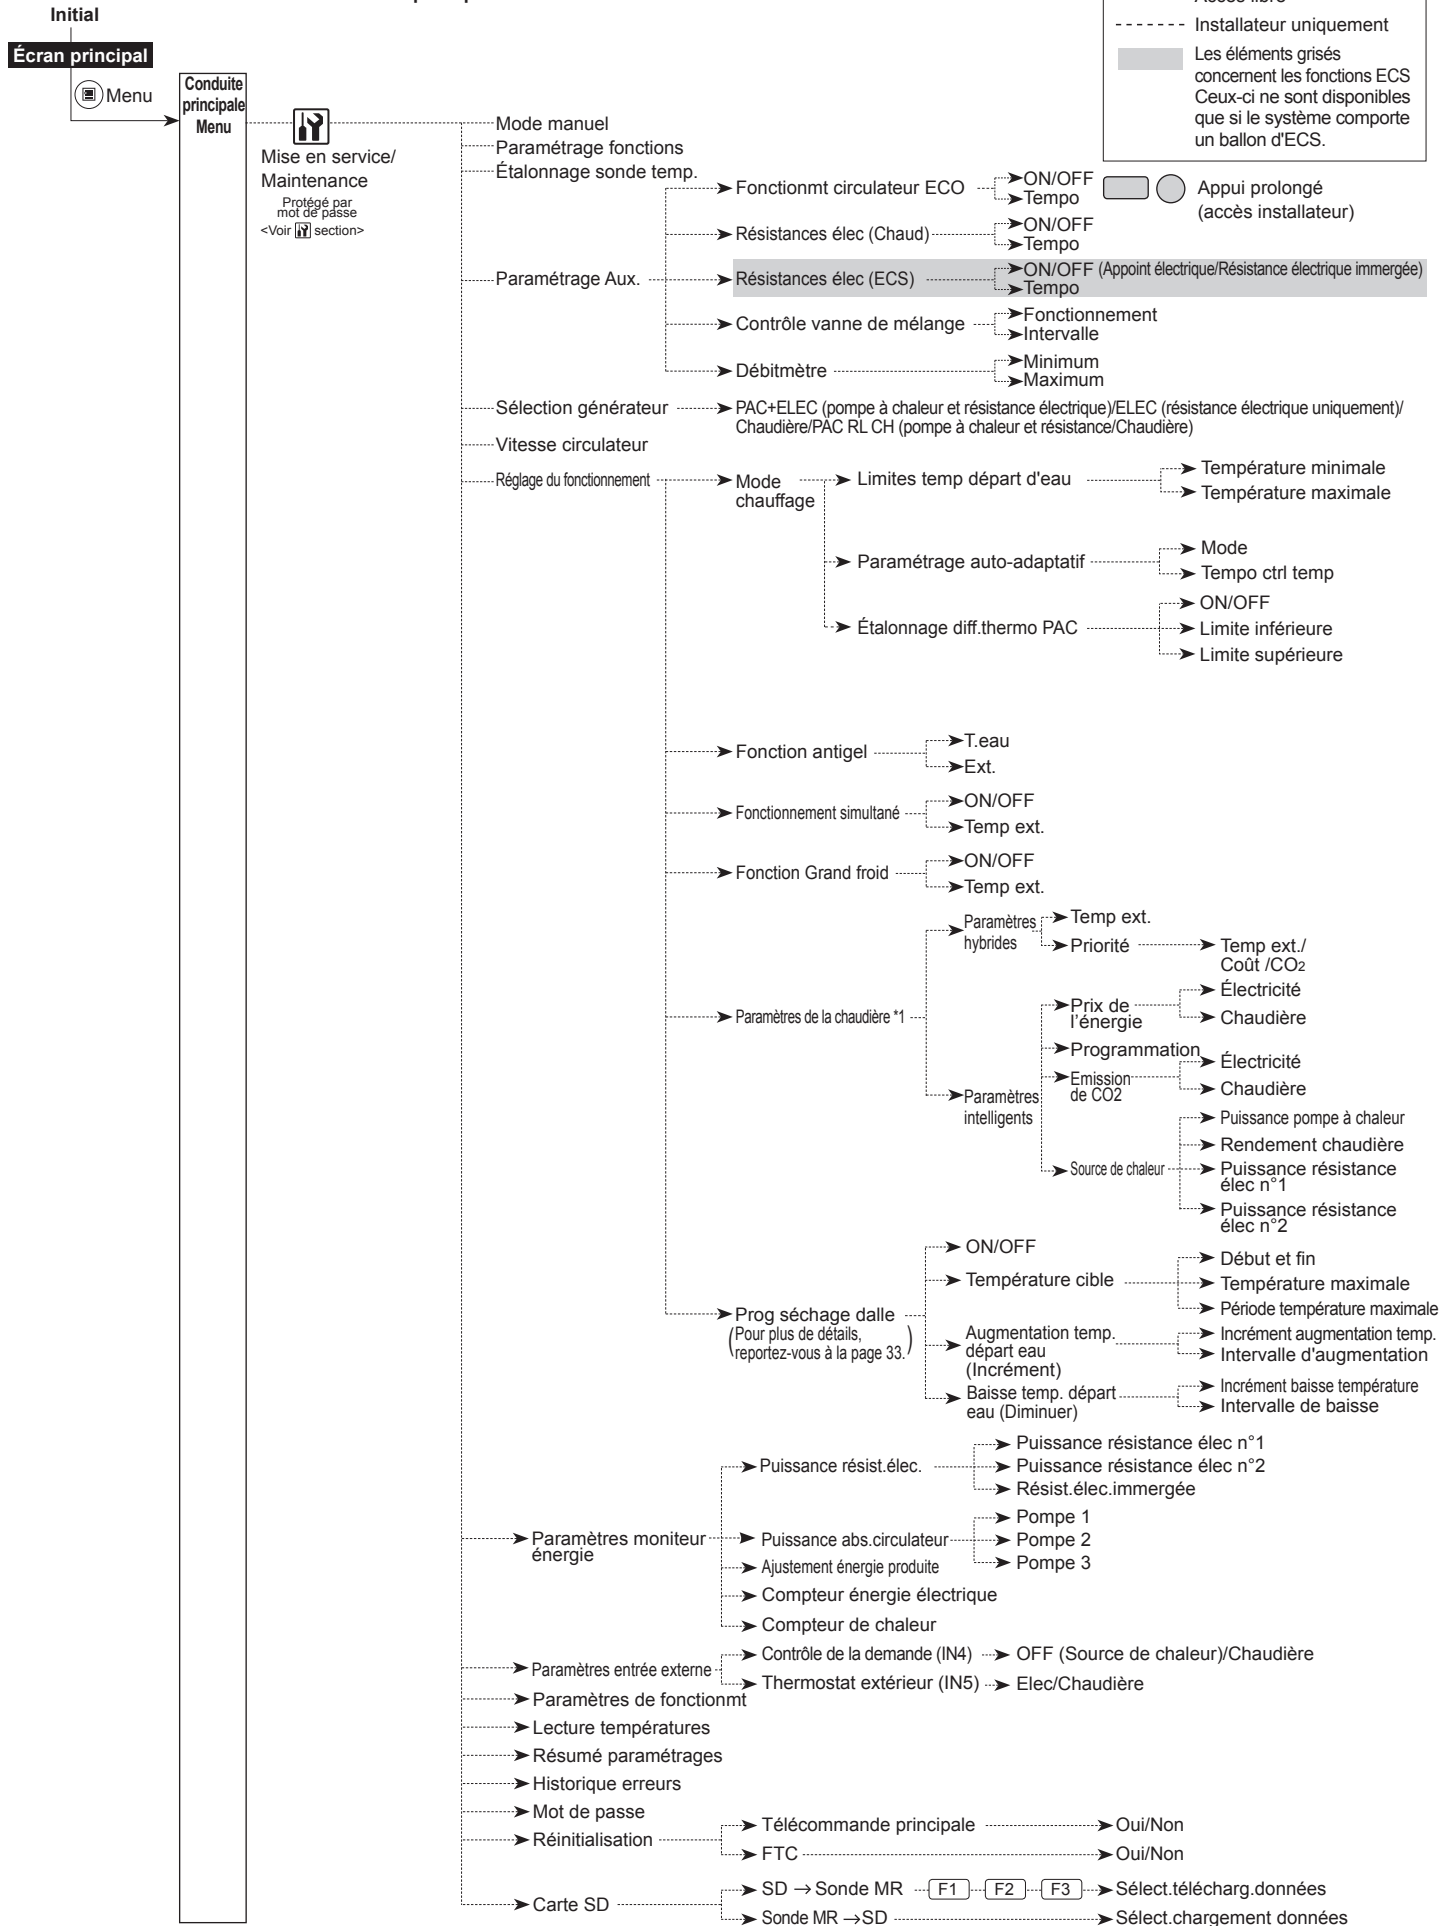 Initial
Écran principal
Menu
Conduite
principale
Menu
Mise en service/
Maintenance
Protégé par
mot de passe
<Voir section>
Installateur uniquement
Les éléments grisés
concernent les fonctions ECS
Ceux-ci ne sont disponibles
que si le système comporte
un ballon d'ECS.
Appui prolongé
(accès installateur)
Mode manuel
Paramétrage fonctions
Étalonnage sonde temp.
Paramétrage Aux.
Fonctionmt circulateur ECO
ON/OFF
Tempo
Résistances élec (Chaud)
ON/OFF
Tempo
Résistances élec (ECS)
ON/OFF (Appoint électrique/Résistance électrique immergée)
Tempo
Contrôle vanne de mélange
Fonctionnement
Intervalle
Débitmètre
Minimum
Maximum
Sélection générateur
PAC+ELEC (pompe à chaleur et résistance électrique)/ELEC (résistance électrique uniquement)/
Chaudière/PAC RL CH (pompe à chaleur et résistance/Chaudière)
Vitesse circulateur
Réglage du fonctionnement
Mode
chauffage
Limites temp départ d'eau
Température minimale
Température maximale
Paramétrage auto-adaptatif
Mode
Tempo ctrl temp
Étalonnage diff.thermo PAC
ON/OFF
Limite inférieure
Limite supérieure
Fonction antigel
T.eau
Ext.
Fonctionnement simultané
ON/OFF
Temp ext.
Fonction Grand froid
ON/OFF
Temp ext.
Paramètres de la chaudière *1
Paramètres
hybrides
Temp ext.
Priorité
Temp ext./
Coût /CO2
Paramètres
intelligents
Prix de
l’énergie
Électricité
Chaudière
Programmation
Emission
de CO2
Électricité
Chaudière
Source de chaleur
Puissance pompe à chaleur
Rendement chaudière
Puissance résistance
élec n°1
Puissance résistance
élec n°2
Prog séchage dalle
(Pour plus de détails,
reportez-vous à la page 33.)
ON/OFF
Température cible
Début et fin
Température maximale
Période température maximale
Augmentation temp.
départ eau
(Incrément)
Incrément augmentation temp.
Intervalle d'augmentation
Baisse temp. départ
eau (Diminuer)
Incrément baisse température
Intervalle de baisse
Paramètres moniteur
énergie
Puissance résist.élec.
Puissance résistance élec n°1
Puissance résistance élec n°2
Résist.élec.immergée
Puissance abs.circulateur
Pompe 1
Pompe 2
Pompe 3
Ajustement énergie produite
Compteur énergie électrique
Compteur de chaleur
Paramètres entrée externe
Contrôle de la demande (IN4)
OFF (Source de chaleur)/Chaudière
Thermostat extérieur (IN5)
Elec/Chaudière
Paramètres de fonctionmt
Lecture températures
Résumé paramétrages
Historique erreurs
Mot de passe
Réinitialisation
Télécommande principale
Oui/Non
FTC
Oui/Non
Carte SD
SD → Sonde MR
F1
F2
F3
Sélect.télécharg.données
Sonde MR →SD
Sélect.chargement données